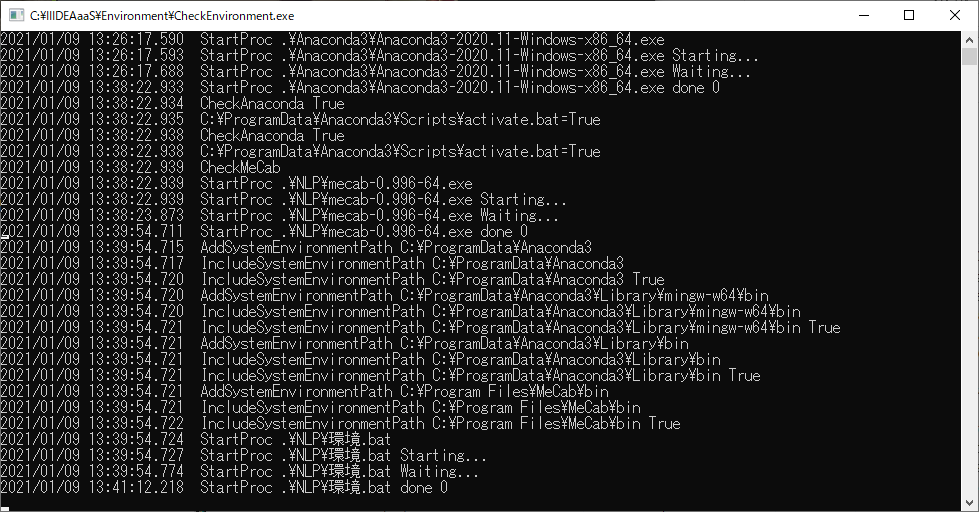 C:¥IIIDEAaaS¥Environment¥CheckEnvironment.exe
2021/01/09 13:26:17.590  StartProc .¥Anaconda3¥Anaconda3-2020.11-Windows-x86_64.exe
2021/01/09 13:26:17.593  StartProc .¥Anaconda3¥Anaconda3-2020.11-Windows-x86_64.exe Starting...
2021/01/09 13:26:17.688  StartProc .¥Anaconda3¥Anaconda3-2020.11-Windows-x86_64.exe Waiting...
2021/01/09 13:38:22.933  StartProc .¥Anaconda3¥Anaconda3-2020.11-Windows-x86_64.exe done 0
2021/01/09 13:38:22.934  CheckAnaconda True
2021/01/09 13:38:22.935  C:¥ProgramData¥Anaconda3¥Scripts¥activate.bat=True
2021/01/09 13:38:22.938  CheckAnaconda True
2021/01/09 13:38:22.938  C:¥ProgramData¥Anaconda3¥Scripts¥activate.bat=True
2021/01/09 13:38:22.939  CheckMeCab
2021/01/09 13:38:22.939  StartProc .¥NLP¥mecab-0.996-64.exe
2021/01/09 13:38:22.939  StartProc .¥NLP¥mecab-0.996-64.exe Starting...
2021/01/09 13:38:23.873  StartProc .¥NLP¥mecab-0.996-64.exe Waiting...
2021/01/09 13:39:54.711  StartProc .¥NLP¥mecab-0.996-64.exe done 0
2021/01/09 13:39:54.715  AddSystemEnvironmentPath C:¥ProgramData¥Anaconda3
2021/01/09 13:39:54.717  IncludeSystemEnvironmentPath C:¥ProgramData¥Anaconda3
2021/01/09 13:39:54.720  IncludeSystemEnvironmentPath C:¥ProgramData¥Anaconda3 True
2021/01/09 13:39:54.720  AddSystemEnvironmentPath C:¥ProgramData¥Anaconda3¥Library¥mingw-w64¥bin
2021/01/09 13:39:54.720  IncludeSystemEnvironmentPath C:¥ProgramData¥Anaconda3¥Library¥mingw-w64¥bin
2021/01/09 13:39:54.721  IncludeSystemEnvironmentPath C:¥ProgramData¥Anaconda3¥Library¥mingw-w64¥bin True
2021/01/09 13:39:54.721  AddSystemEnvironmentPath C:¥ProgramData¥Anaconda3¥Library¥bin
2021/01/09 13:39:54.721  IncludeSystemEnvironmentPath C:¥ProgramData¥Anaconda3¥Library¥bin
2021/01/09 13:39:54.721  IncludeSystemEnvironmentPath C:¥ProgramData¥Anaconda3¥Library¥bin True
2021/01/09 13:39:54.721  AddSystemEnvironmentPath C:¥Program Files¥MeCab¥bin
2021/01/09 13:39:54.721  IncludeSystemEnvironmentPath C:¥Program Files¥MeCab¥bin
2021/01/09 13:39:54.722  IncludeSystemEnvironmentPath C:¥Program Files¥MeCab¥bin True
2021/01/09 13:39:54.724  StartProc .¥NLP¥環境.bat
2021/01/09 13:39:54.727  StartProc .¥NLP¥環境.bat Starting...
2021/01/09 13:39:54.774  StartProc .¥NLP¥環境.bat Waiting...
2021/01/09 13:41:12.218  StartProc .¥NLP¥環境.bat done 0